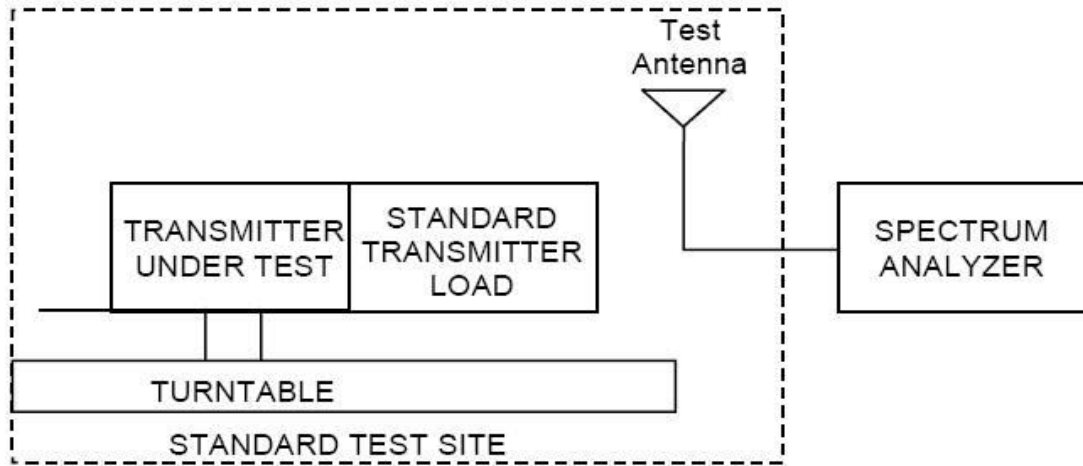 Test
Antenna
TRANSMITTER
UNDER TEST
STANDARD
TRANSMITTER
LOAD
SPECTRUM
ANALYZER
TURNTABLE
STANDARD TEST SITE